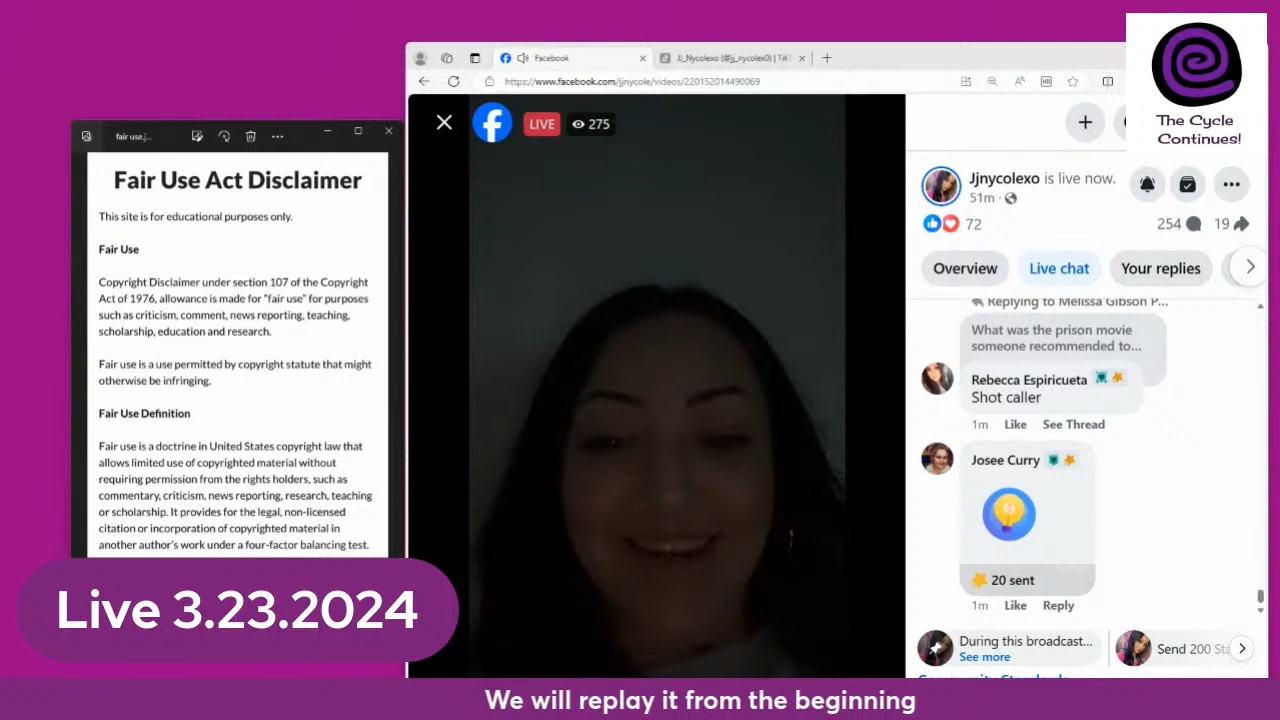 fair use.j...
Fair Use Act Disclaimer
This site is for educational purposes only.
Fair Use
Copyright Disclaimer under section 107 of the Copyright
Act of 1976, allowance is made for “fair use” for purposes
such as criticism, comment, news reporting, teaching,
scholarship, education and research.
Fair use is a use permitted by copyright statute that might
otherwise be infringing.
Fair Use Definition
Fair use is a doctrine in United States copyright law that
allows limited use of copyrighted material without
requiring permission from the rights holders, such as
commentary, criticism, news reporting, research, teaching
or scholarship. It provides for the legal, non-licensed
citation or incorporation of copyrighted material in
another author’s work under a four-factor balancing test.
Live 3.23.2024
Facebook
JJ_Nycolexo (@jj_nycolex0) | Tik
https://www.facebook.com/jjnycole/videos/220152014490069
LIVE
275
The Cycle
Continues!
Jjnycolexo is live now.
51m
72
254
19
Overview
Live chat
Your replies
Replying to Melissa Gibson P...
What was the prison movie
someone recommended to...
Rebecca Espiricueta
Shot caller
1m Like See Thread
Josee Curry
20 sent
1m Like Reply
During this broadcast...
See more
Send 200 Sta
We will replay it from the beginning